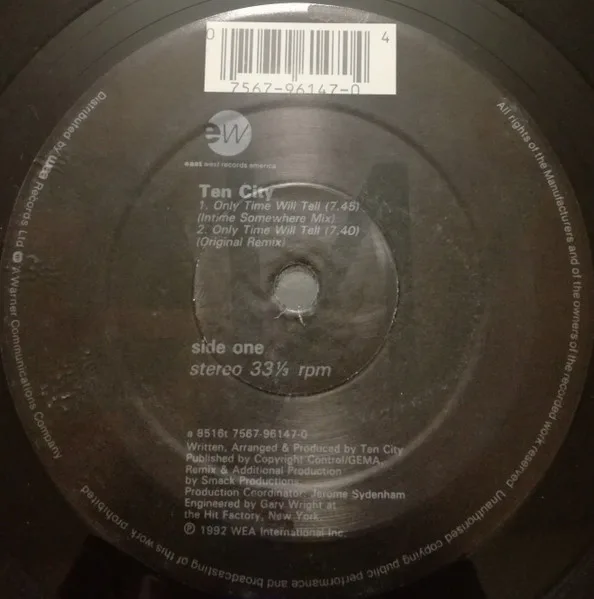 0 4
7567-96147-0
ew
east west records america
Ten City
1. Only Time Will Tell (7.45)
(Intime Somewhere Mix)
2. Only Time Will Tell (7.40)
(Original Remix)
side one
stereo 33⅓ rpm
a 8516t 7567-96147-0
Written, Arranged & Produced by Ten City
Published by Copyright Control/GEMA
Remix & Additional Production
by Smack Productions.
Production Coordinator: Jerome Sydenham
Engineered by Gary Wright at
the Hit Factory, New York.
℗ 1992 WEA International Inc.
All rights of the Manufacturers and of the owners of the recorded work reserved. Unauthorised copying public performance and broadcasting of this work prohibited
Distributed by wea Records Ltd. A Warner Communications Company